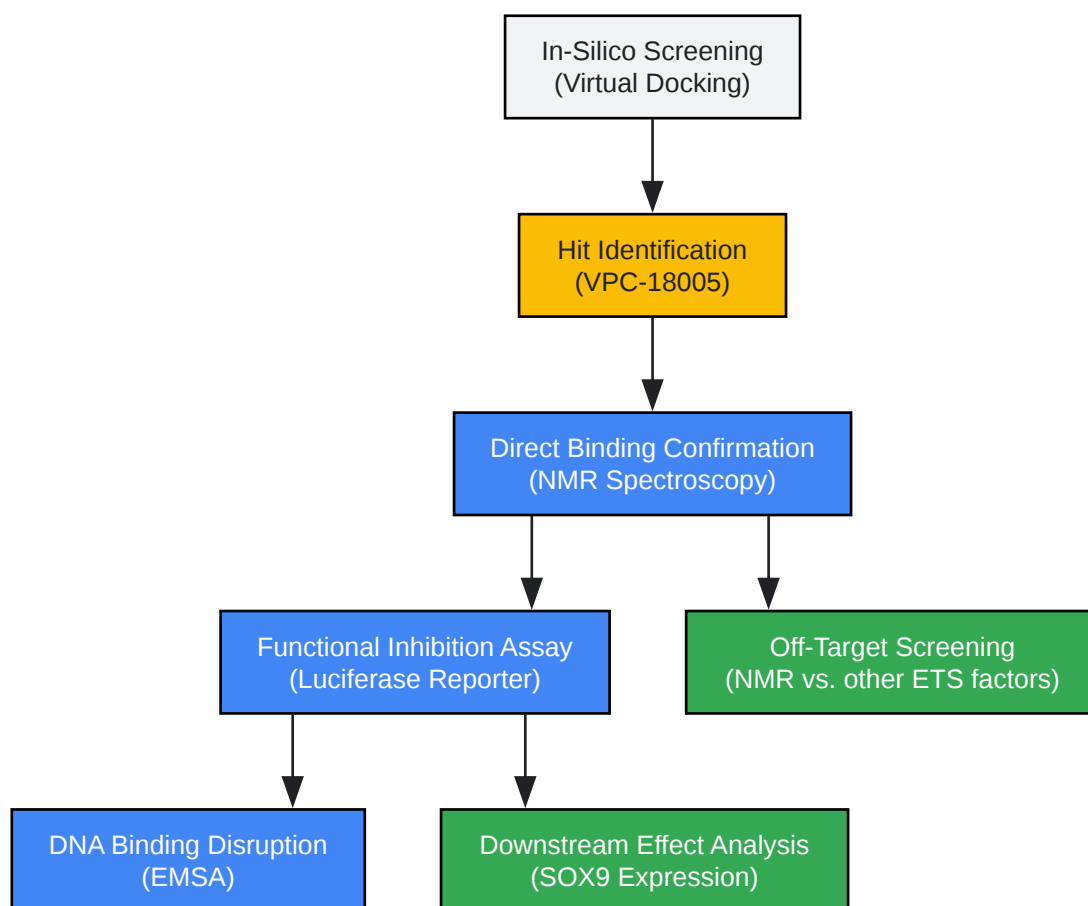 In-Silico Screening
(Virtual Docking)
Hit Identification
(VPC-18005)
Direct Binding Confirmation
(NMR Spectroscopy)
Functional Inhibition Assay
(Luciferase Reporter)
Off-Target Screening
(NMR vs. other ETS factors)
DNA Binding Disruption
(EMSA)
Downstream Effect Analysis
(SOX9 Expression)